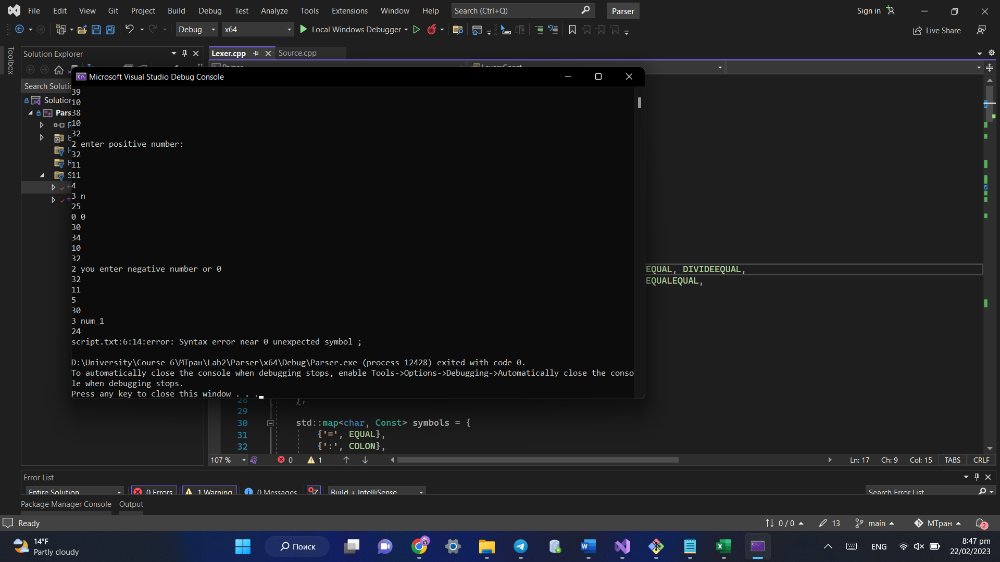 File Edit View Git Project Build Debug Test Analyze Tools Extensions Window Help Search (Ctrl+Q) Parser Sign in
Debug x64 Local Windows Debugger Live Share
Toolbox
Solution Explorer
Lexer.cpp Source.cpp
Parser Lexer::Const
Search Solutio
Solution
Pars
Microsoft Visual Studio Debug Console
39
10
38
10
32
2 enter positive number:
32
11
11
4
3 n
25
0 0
30
34
10
32
2 you enter negative number or 0
32
11
5
30
3 num_1
24
script.txt:6:14:error: Syntax error near 0 unexpected symbol ;
D:\University\Course 6\МТран\Lab2\Parser\x64\Debug\Parser.exe (process 12428) exited with code 0.
To automatically close the console when debugging stops, enable Tools->Options->Debugging->Automatically close the conso
le when debugging stops.
Press any key to close this window . . .
EQUAL, DIVIDEEQUAL,
EQUALEQUAL,
28 };
29
30 std::map<char, Const> symbols = {
31 {'=', EQUAL},
32 {':', COLON},
107 % 0 1 Ln: 17 Ch: 9 Col: 15 TABS CRLF
Error List
Entire Solution 0 Errors 1 Warning 0 Messages Build + IntelliSense Search Error List
Package Manager Console Output
Ready 0 / 0 13 main МТран 2
14°F
Partly cloudy
Поиск
ENG
8:47 pm
22/02/2023